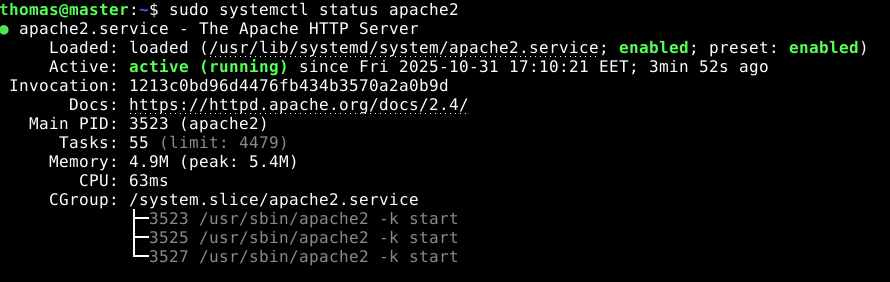 thomas@master:~$ sudo systemctl status apache2
● apache2.service - The Apache HTTP Server
     Loaded: loaded (/usr/lib/systemd/system/apache2.service; enabled; preset: enabled)
     Active: active (running) since Fri 2025-10-31 17:10:21 EET; 3min 52s ago
 Invocation: 1213c0bd96d4476fb434b3570a2a0b9d
       Docs: https://httpd.apache.org/docs/2.4/
   Main PID: 3523 (apache2)
      Tasks: 55 (limit: 4479)
     Memory: 4.9M (peak: 5.4M)
        CPU: 63ms
     CGroup: /system.slice/apache2.service
             ├─3523 /usr/sbin/apache2 -k start
             ├─3525 /usr/sbin/apache2 -k start
             └─3527 /usr/sbin/apache2 -k start